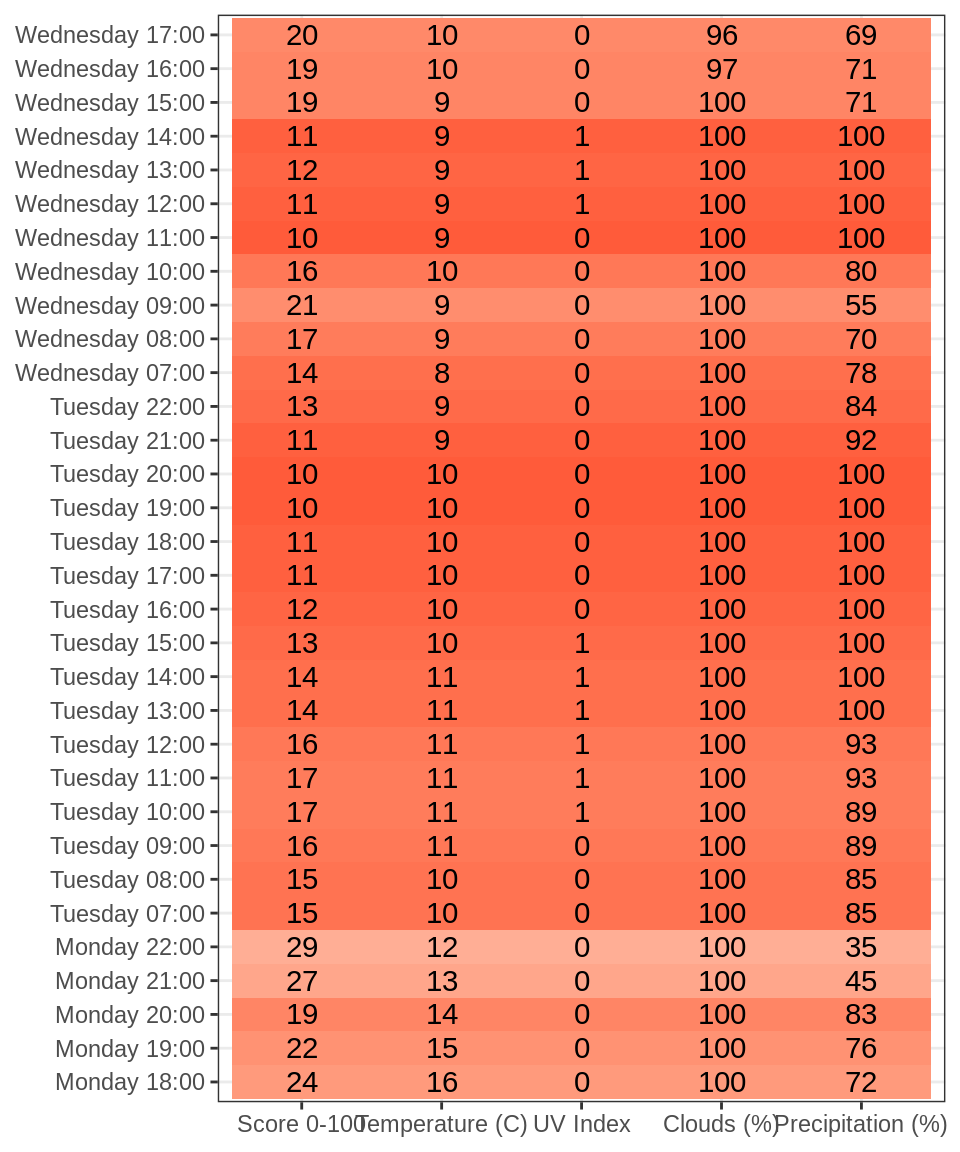 Wednesday 17:00 20 10 0 96 69
Wednesday 16:00 19 10 0 97 71
Wednesday 15:00 19 9 0 100 71
Wednesday 14:00 11 9 1 100 100
Wednesday 13:00 12 9 1 100 100
Wednesday 12:00 11 9 1 100 100
Wednesday 11:00 10 9 0 100 100
Wednesday 10:00 16 10 0 100 80
Wednesday 09:00 21 9 0 100 55
Wednesday 08:00 17 9 0 100 70
Wednesday 07:00 14 8 0 100 78
Tuesday 22:00 13 9 0 100 84
Tuesday 21:00 11 9 0 100 92
Tuesday 20:00 10 10 0 100 100
Tuesday 19:00 10 10 0 100 100
Tuesday 18:00 11 10 0 100 100
Tuesday 17:00 11 10 0 100 100
Tuesday 16:00 12 10 0 100 100
Tuesday 15:00 13 10 1 100 100
Tuesday 14:00 14 11 1 100 100
Tuesday 13:00 14 11 1 100 100
Tuesday 12:00 16 11 1 100 93
Tuesday 11:00 17 11 1 100 93
Tuesday 10:00 17 11 1 100 89
Tuesday 09:00 16 11 0 100 89
Tuesday 08:00 15 10 0 100 85
Tuesday 07:00 15 10 0 100 85
Monday 22:00 29 12 0 100 35
Monday 21:00 27 13 0 100 45
Monday 20:00 19 14 0 100 83
Monday 19:00 22 15 0 100 76
Monday 18:00 24 16 0 100 72
Score 0-100 Temperature (C) UV Index Clouds (%) Precipitation (%)